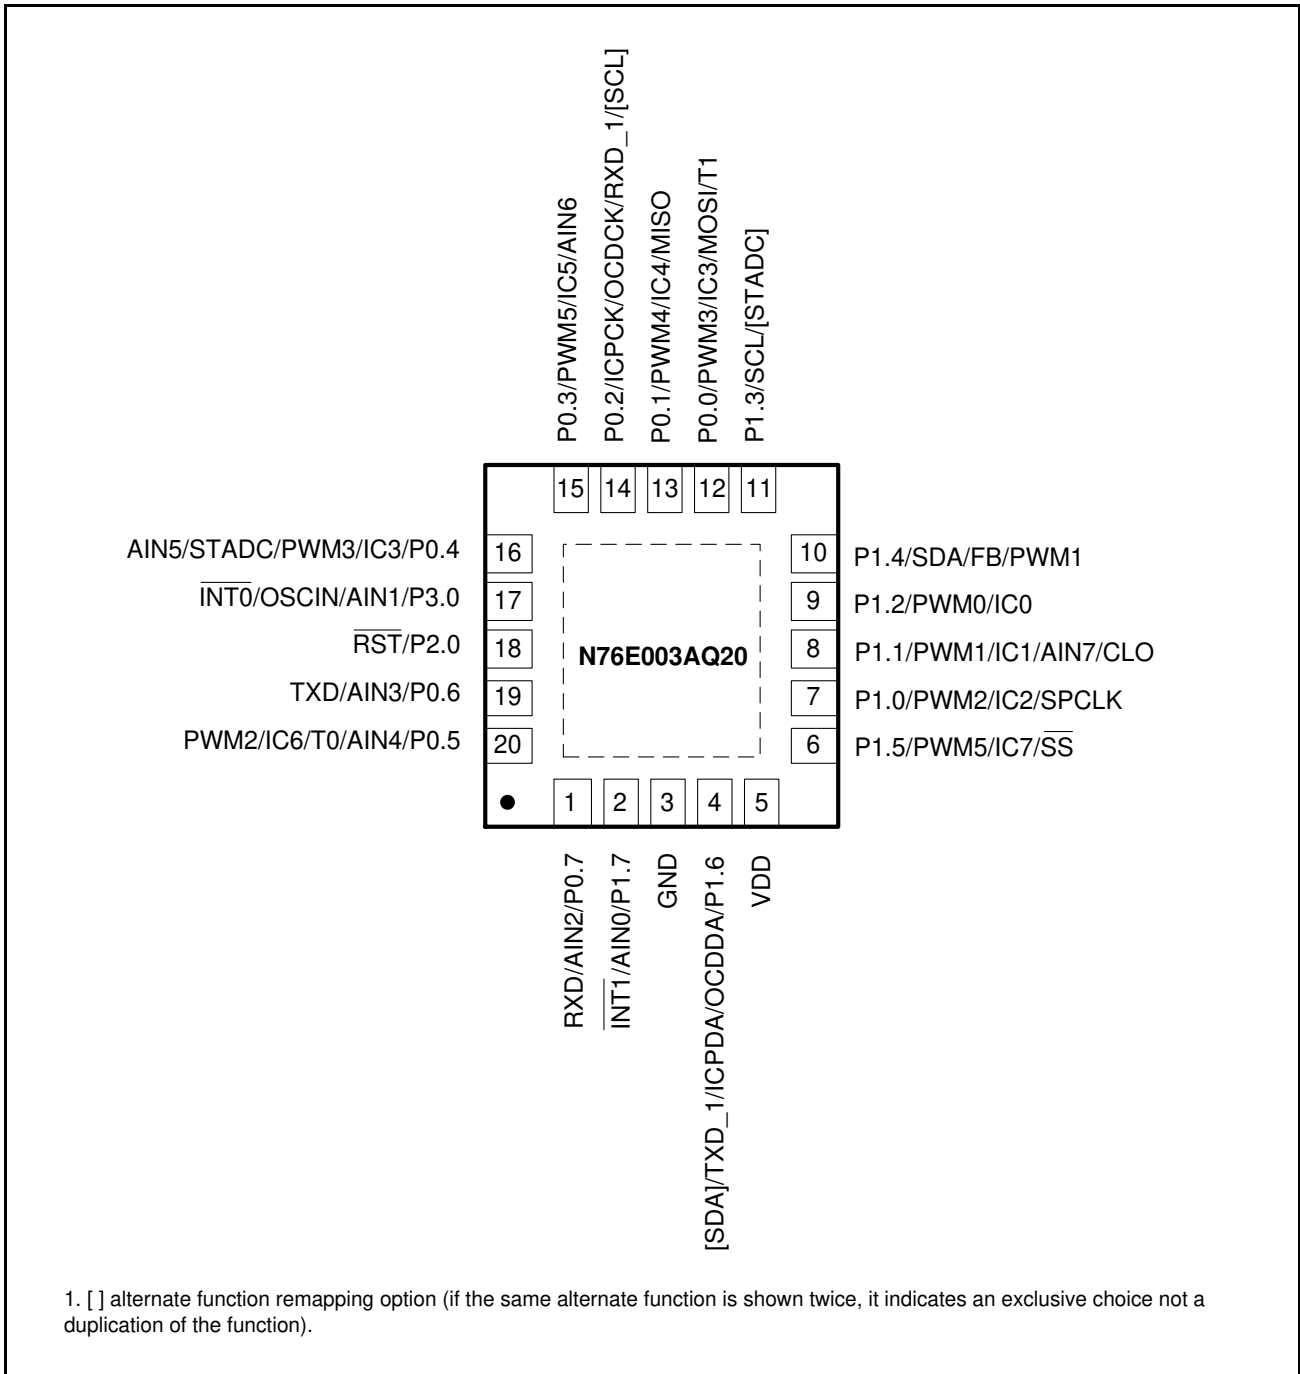 P0.3/PWM5/IC5/AIN6
P0.2/ICPCK/OCDCK/RXD_1/[SCL]
P0.1/PWM4/IC4/MISO
P0.0/PWM3/IC3/MOSI/T1
P1.3/SCL/[STADC]
15 14 13 12 11
AIN5/STADC/PWM3/IC3/P0.4 16
I̅N̅T̅0̅/OSCIN/AIN1/P3.0 17
R̅S̅T̅/P2.0 18
TXD/AIN3/P0.6 19
PWM2/IC6/T0/AIN4/P0.5 20
N76E003AQ20
10 P1.4/SDA/FB/PWM1
9 P1.2/PWM0/IC0
8 P1.1/PWM1/IC1/AIN7/CLO
7 P1.0/PWM2/IC2/SPCLK
6 P1.5/PWM5/IC7/S̅S̅
1 2 3 4 5
RXD/AIN2/P0.7
I̅N̅T̅1̅/AIN0/P1.7
GND
[SDA]/TXD_1/ICPDA/OCDDA/P1.6
VDD
1. [ ] alternate function remapping option (if the same alternate function is shown twice, it indicates an exclusive choice not a
duplication of the function).